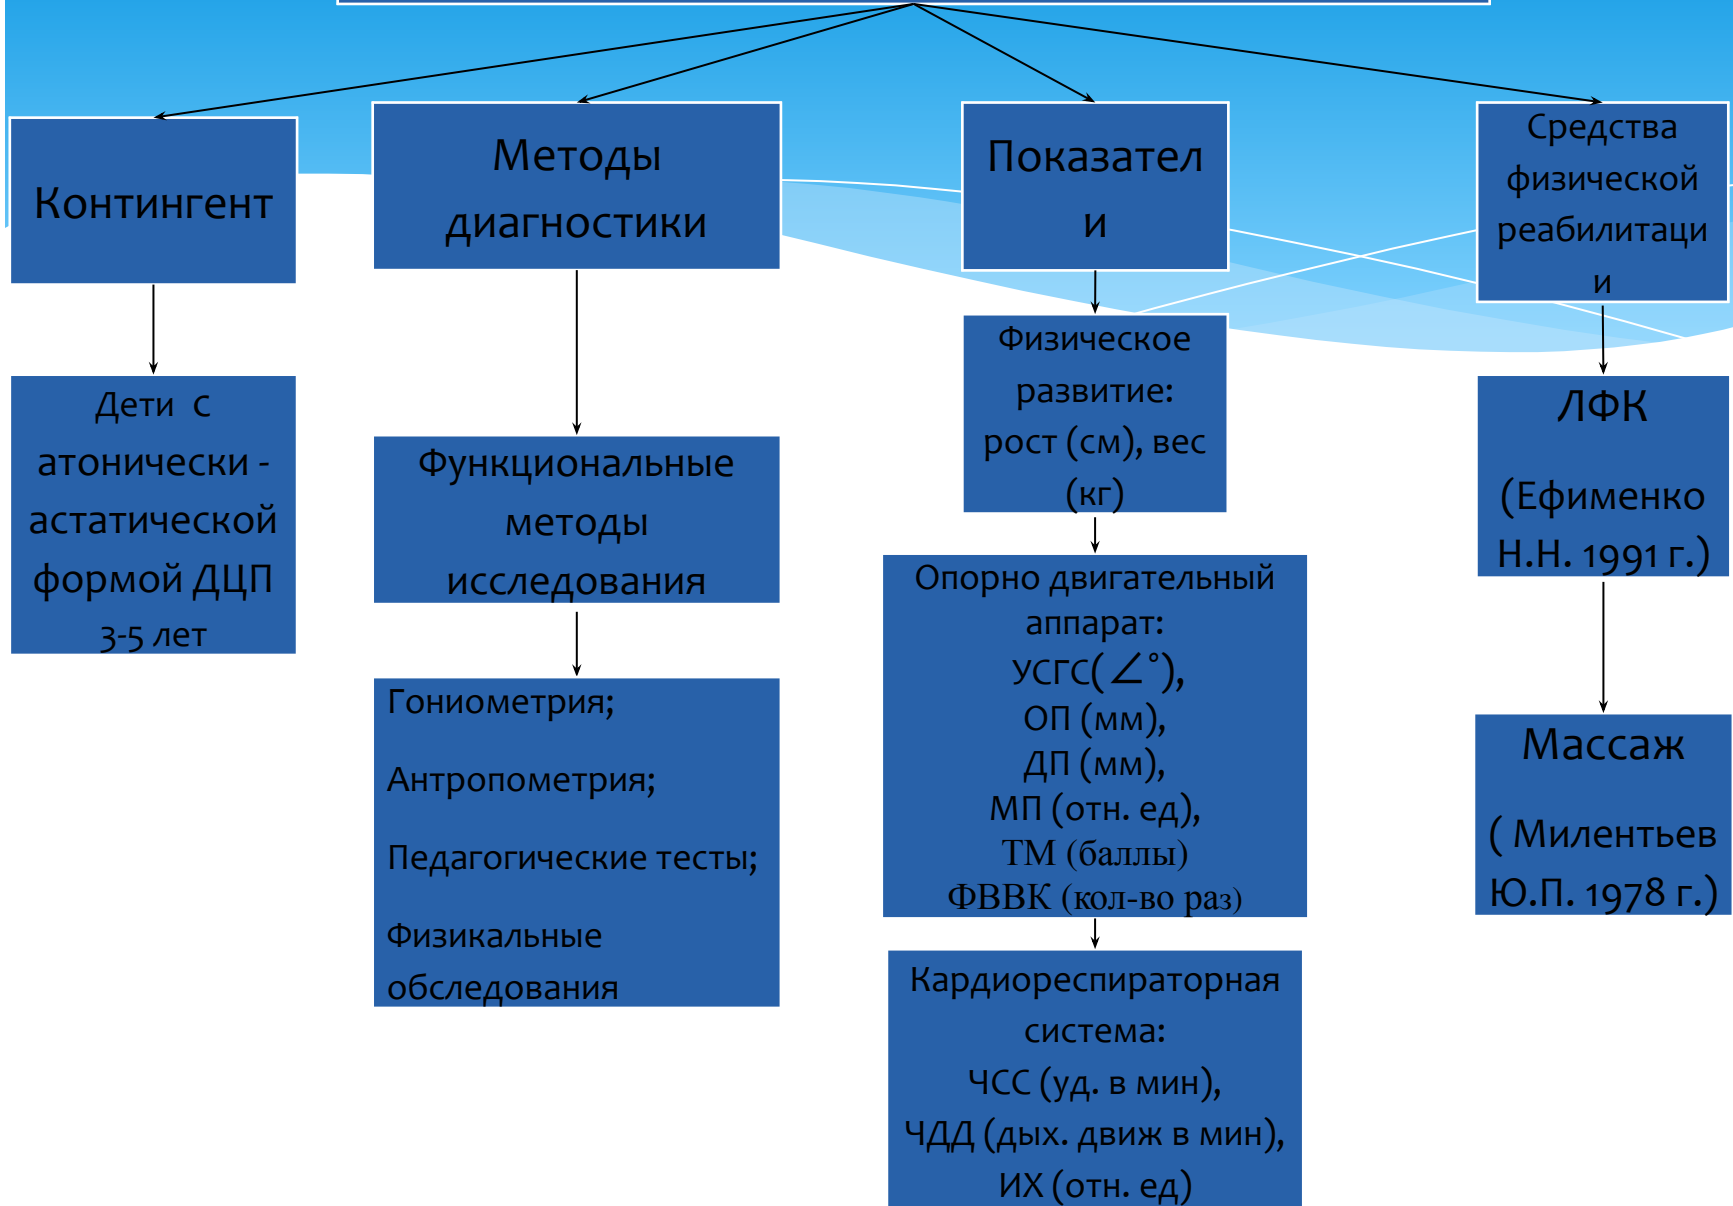 Контингент
Дети с
атонически -
астатической
формой ДЦП
3-5 лет
Методы
диагностики
Функциональные
методы
исследования
Гониометрия;
Антропометрия;
Педагогические тесты;
Физикальные
обследования
Показател
и
Физическое
развитие:
рост (см), вес
(кг)
Опорно двигательный
аппарат:
УСГС(∠°),
ОП (мм),
ДП (мм),
МП (отн. ед),
ТМ (баллы)
ФВВК (кол-во раз)
Кардиореспираторная
система:
ЧСС (уд. в мин),
ЧДД (дых. движ в мин),
ИХ (отн. ед)
Средства
физической
реабилитаци
и
ЛФК
(Ефименко
Н.Н. 1991 г.)
Массаж
( Милентьев
Ю.П. 1978 г.)